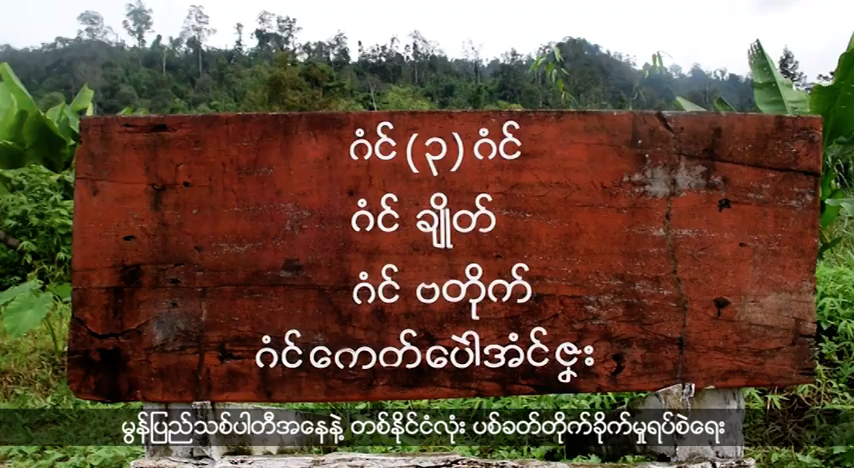 ဂံင်(၃)ဂံင်
ဂံင် ချိုတ်
ဂံင် ဗတိုက်
ဂံင်ကေတ်ပေါဲအံင်ဇၞး
မွန်ပြည်သစ်ပါတီအနေနဲ့ တစ်နိုင်ငံလုံး ပစ်ခတ်တိုက်ခိုက်မှုရပ်စဲရေး